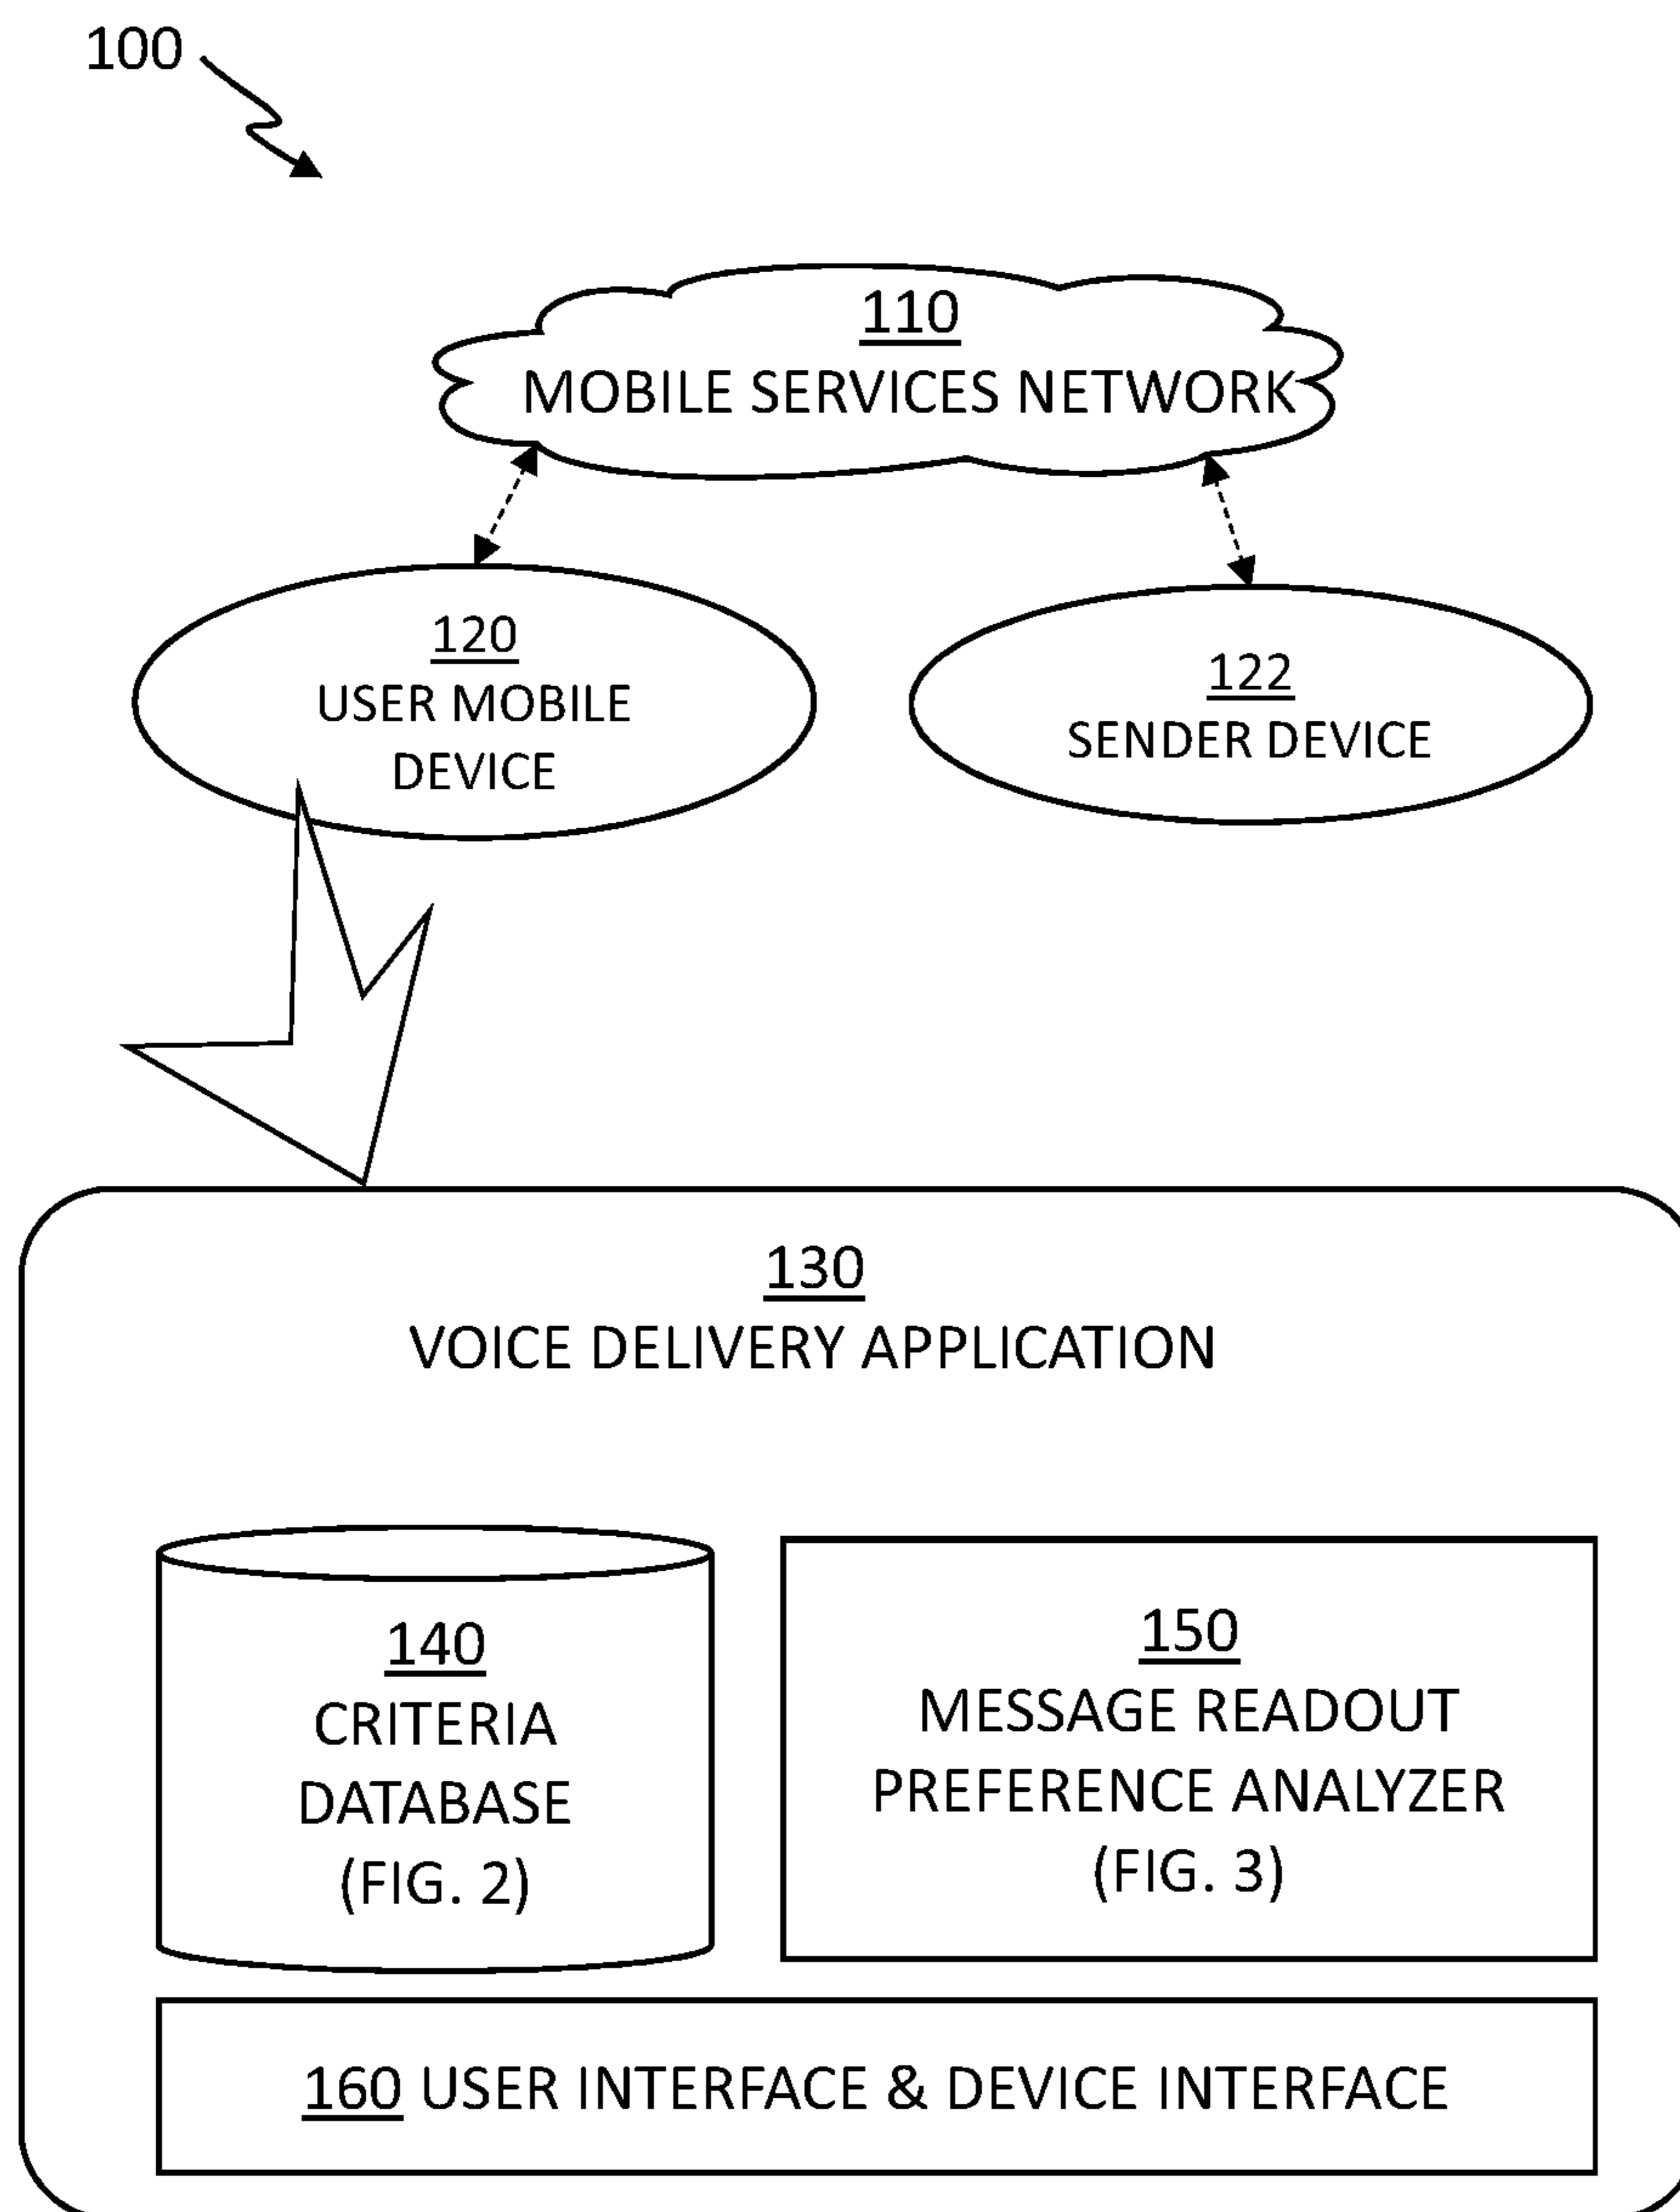 100
110
MOBILE SERVICES NETWORK
120
USER MOBILE
DEVICE
122
SENDER DEVICE
130
VOICE DELIVERY APPLICATION
140
CRITERIA
DATABASE
(FIG. 2)
150
MESSAGE READOUT
PREFERENCE ANALYZER
(FIG. 3)
160 USER INTERFACE & DEVICE INTERFACE